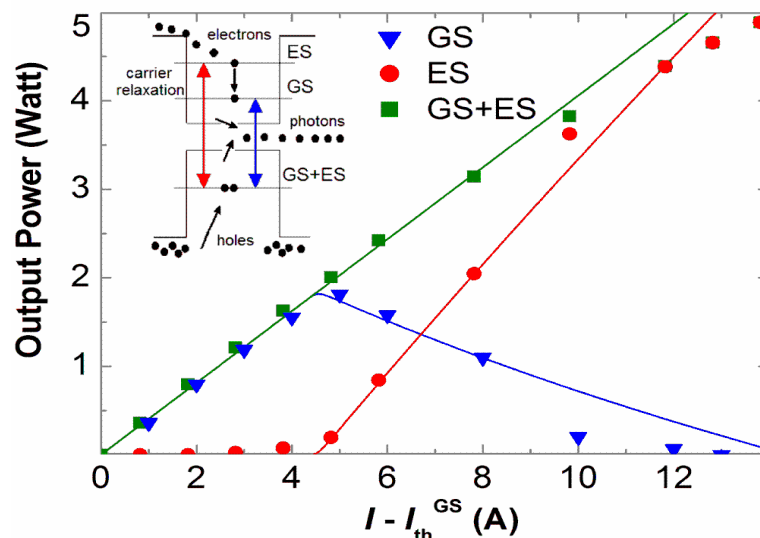 Output Power (Watt)
5
4
3
2
1
0
2
4
6
8
10
12
I - I_th^GS (A)
GS
ES
GS+ES
electrons
ES
carrier
relaxation
GS
photons
GS+ES
holes